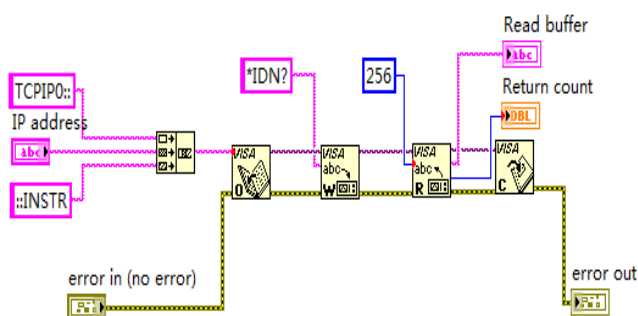 Read buffer
abc
*IDN?
256
TCPIP0::
Return count
DBL
IP address
abc
VISA
O
VISA
abc
W
VISA
abc
R
VISA
C
::INSTR
error in (no error)
error out